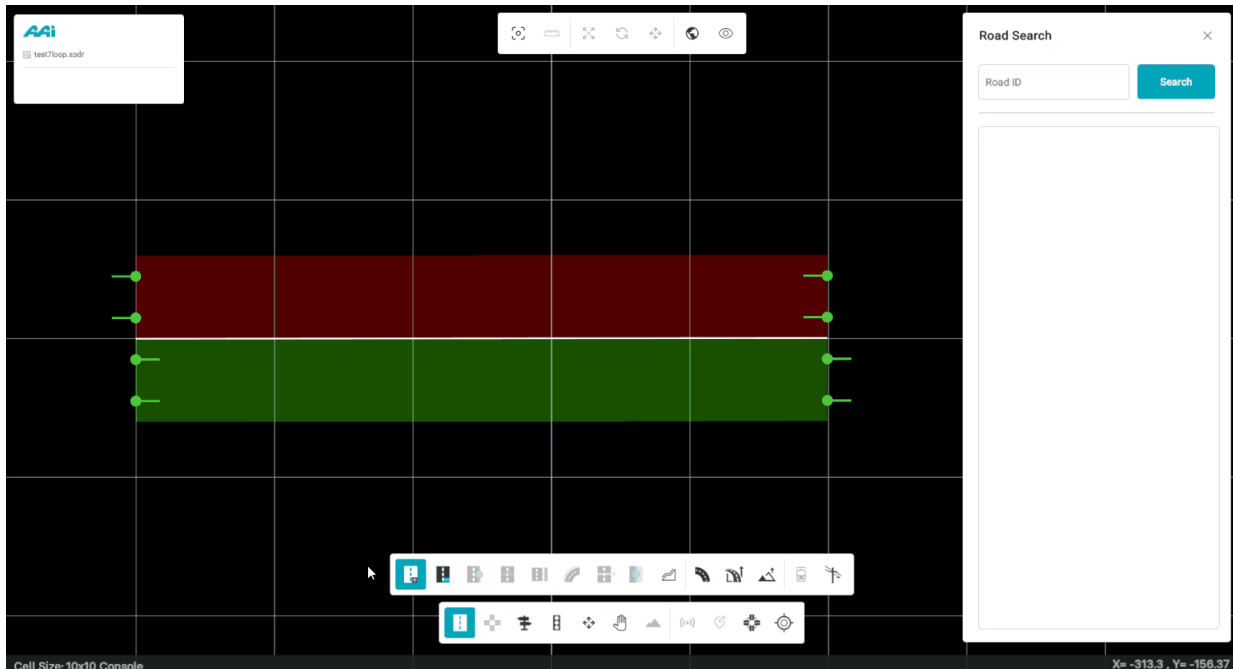 AAi
test7loop.xodr
Road Search
Road ID
Search
Cell Size: 10x10 Console
X= -313.3 , Y= -156.37